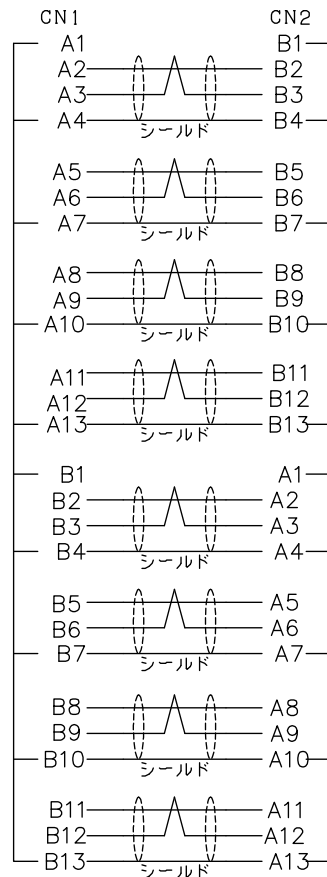 CN1 CN2
A1 B1
A2 B2
A3 B3
A4 B4
シールド
A5 B5
A6 B6
A7 B7
シールド
A8 B8
A9 B9
A10 B10
シールド
A11 B11
A12 B12
A13 B13
シールド
B1 A1
B2 A2
B3 A3
B4 A4
シールド
B5 A5
B6 A6
B7 A7
シールド
B8 A8
B9 A9
B10 A10
シールド
B11 A11
B12 A12
B13 A13
シールド